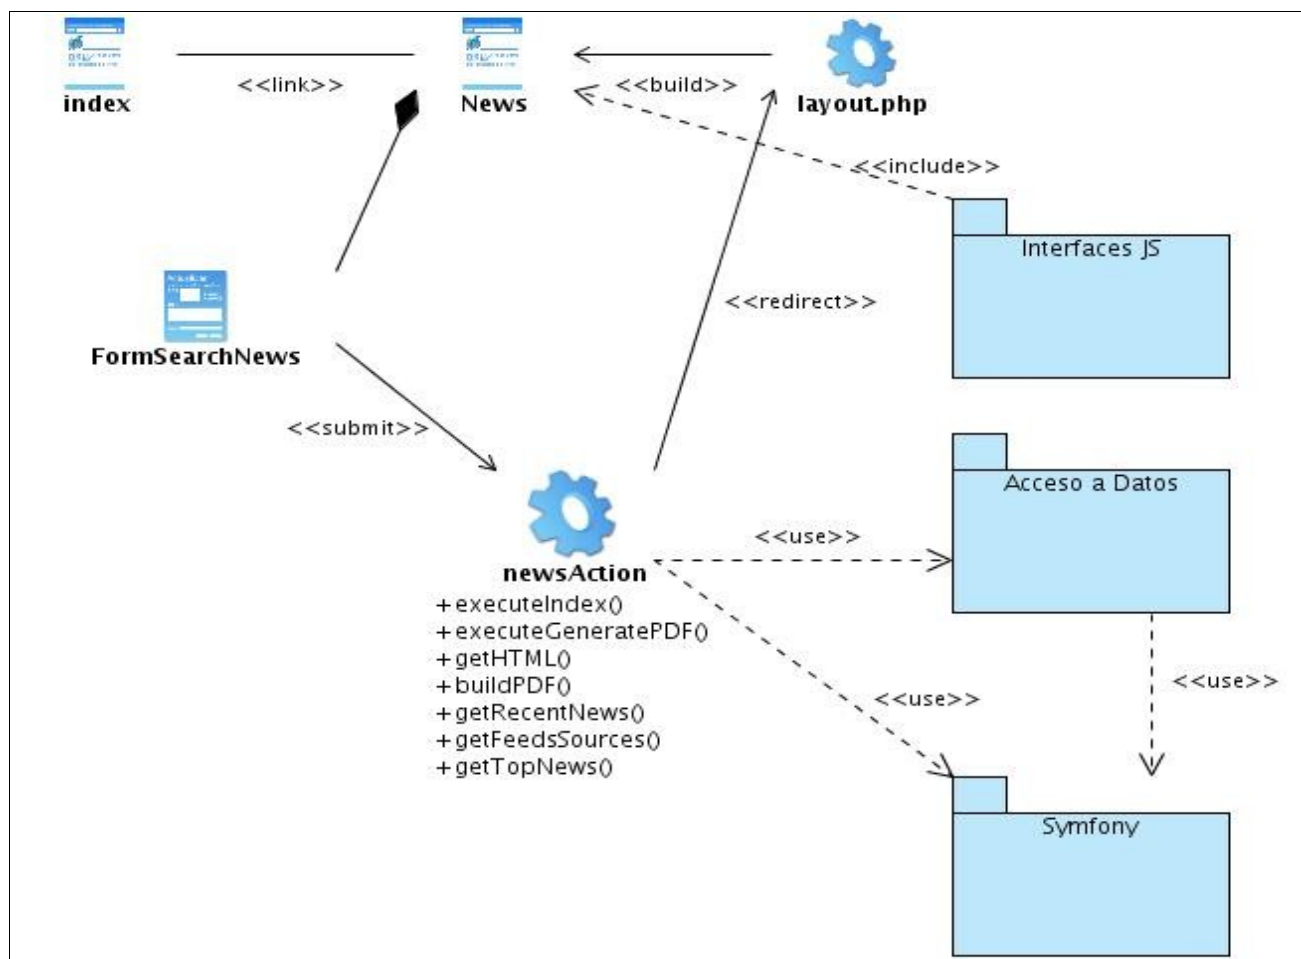 <<link>>
<<build>>
index
News
layout.php
<<include>>
Interfaces JS
<<redirect>>
FormSearchNews
<<submit>>
Acceso a Datos
<<use>>
newsAction
+executeIndex()
+executeGeneratePDF()
+getHTML()
+buildPDF()
+getRecentNews()
+getFeedsSources()
+getTopNews()
<<use>>
<<use>>
Symfony